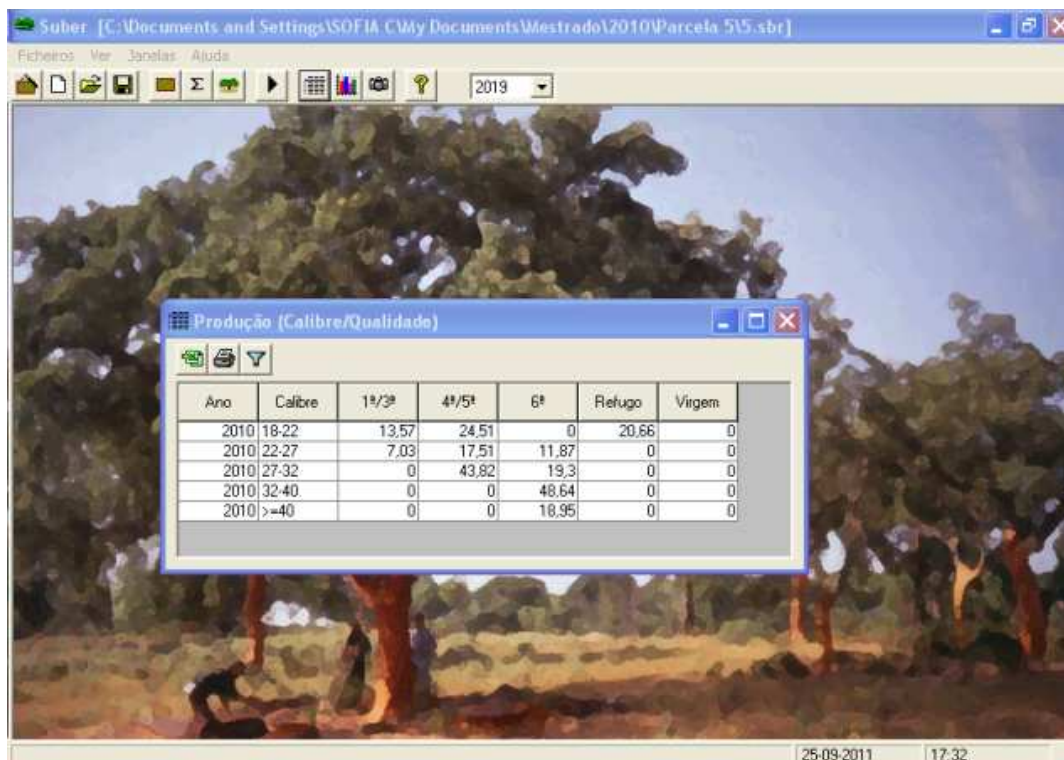 Suber [C:\Documents and Settings\SOFIA C\My Documents\Mestrado\2010\Parcela 5\5.sbr]
Ficheiros Ver Janelas Ajuda
Σ ? 2019
Produção (Calibre/Qualidade)
Ano Calibre 1ª/3ª 4ª/5ª 6ª Refugo Virgem
2010 18-22 13,57 24,51 0 20,66 0
2010 22-27 7,03 17,51 11,87 0 0
2010 27-32 0 43,82 19,3 0 0
2010 32-40 0 0 48,64 0 0
2010 >=40 0 0 18,95 0 0
25-09-2011 17:32